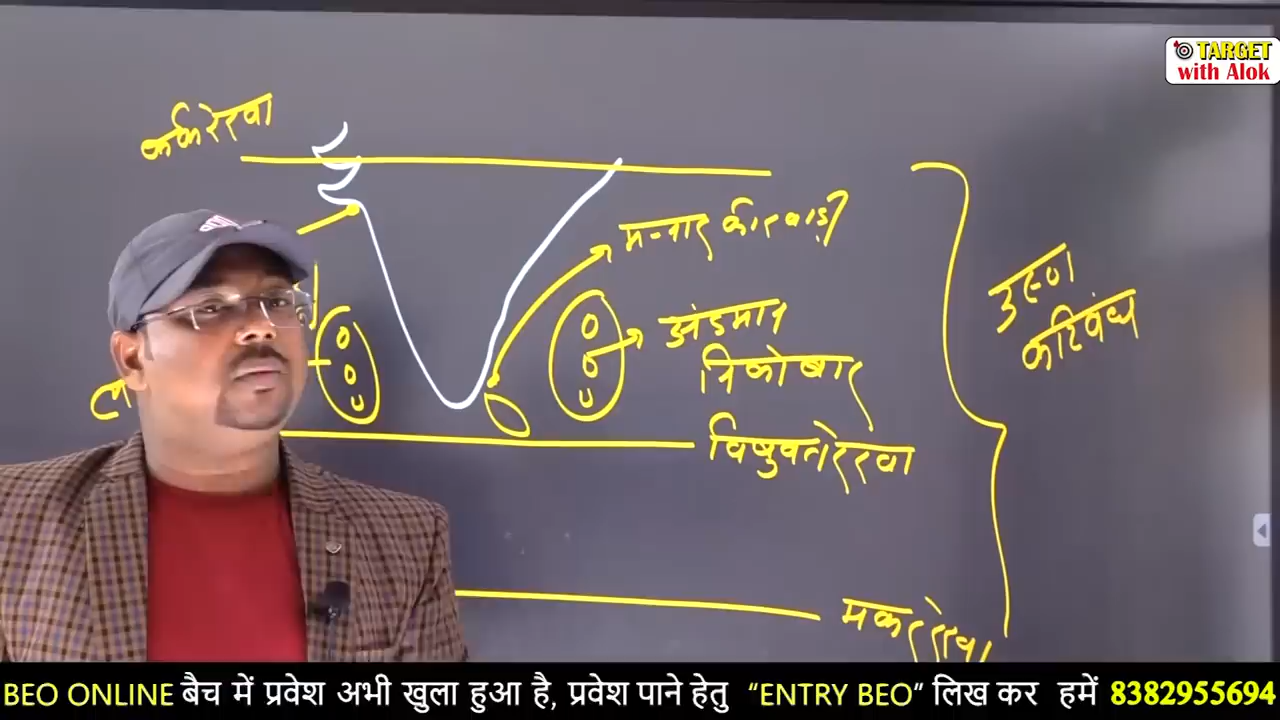 TARGET
with Alok
कर्करेखा
मन्नार की खाड़ी
अंडमान
निकोबार
उष्ण
कटिबंध
विषुवतरेखा
मकर रेखा
BEO ONLINE बैच में प्रवेश अभी खुला हुआ है, प्रवेश पाने हेतु "ENTRY BEO" लिख कर हमें 8382955694